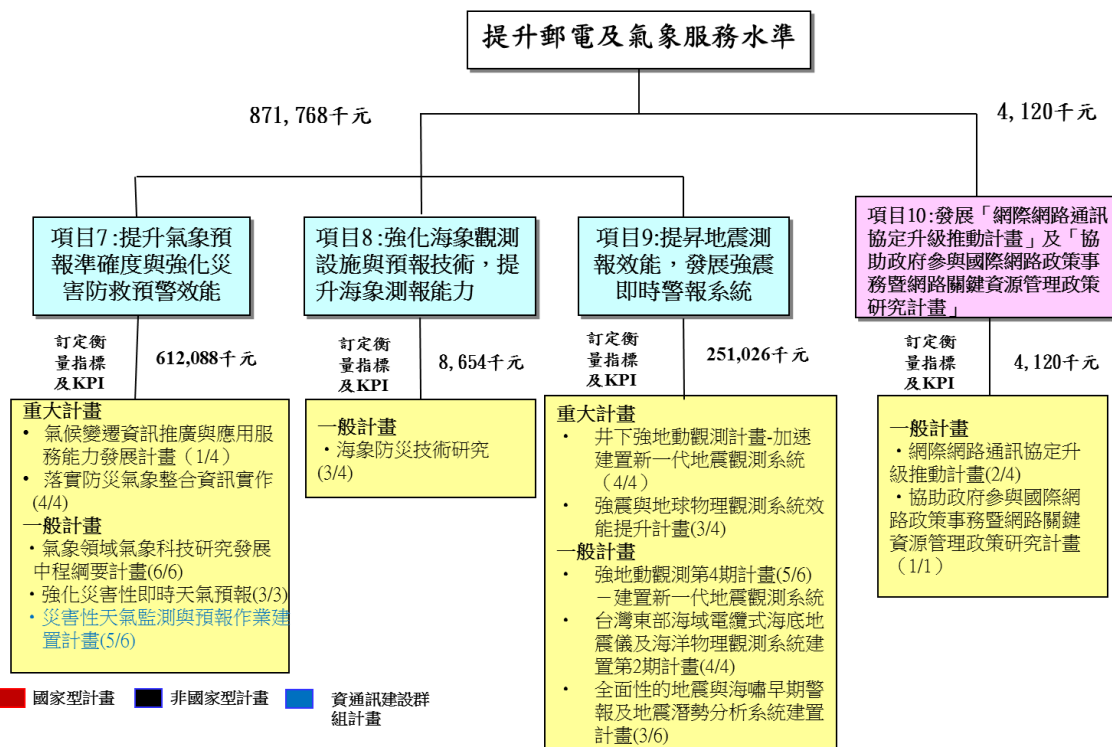 提升郵電及氣象服務水準
871,768千元
4,120千元
項目7:提升氣象預
報準確度與強化災
害防救預警效能
項目8:強化海象觀測
設施與預報技術，提
升海象測報能力
項目9:提昇地震測
報效能，發展強震
即時警報系統
項目10:發展「網際網路通訊
協定升級推動計畫」及「協
助政府參與國際網路政策事
務暨網路關鍵資源管理政策
研究計畫」
訂定衡
量指標
及KPI
612,088千元
訂定衡
量指標
及KPI
8,654千元
訂定衡
量指標
及KPI
251,026千元
訂定衡
量指標
及KPI
4,120千元
重大計畫
• 氣候變遷資訊推廣與應用服
務能力發展計畫（1/4）
• 落實防災氣象整合資訊實作
(4/4)
一般計畫
・氣象領域氣象科技研究發展
中程綱要計畫(6/6)
・強化災害性即時天氣預報(3/3)
・災害性天氣監測與預報作業建
置計畫(5/6)
一般計畫
・海象防災技術研究
(3/4)
重大計畫
• 井下強地動觀測計畫-加速
建置新一代地震觀測系統
（4/4）
• 強震與地球物理觀測系統效
能提升計畫(3/4)
一般計畫
• 強地動觀測第4期計畫(5/6)
－建置新一代地震觀測系統
• 台灣東部海域電纜式海底地
震儀及海洋物理觀測系統建
置第2期計畫(4/4)
• 全面性的地震與海嘯早期警
報及地震潛勢分析系統建置
計畫(3/6)
一般計畫
・網際網路通訊協定升
級推動計畫(2/4)
・協助政府參與國際網
路政策事務暨網路關鍵
資源管理政策研究計畫
（1/1）
國家型計畫
非國家型計畫
資通訊建設群
組計畫